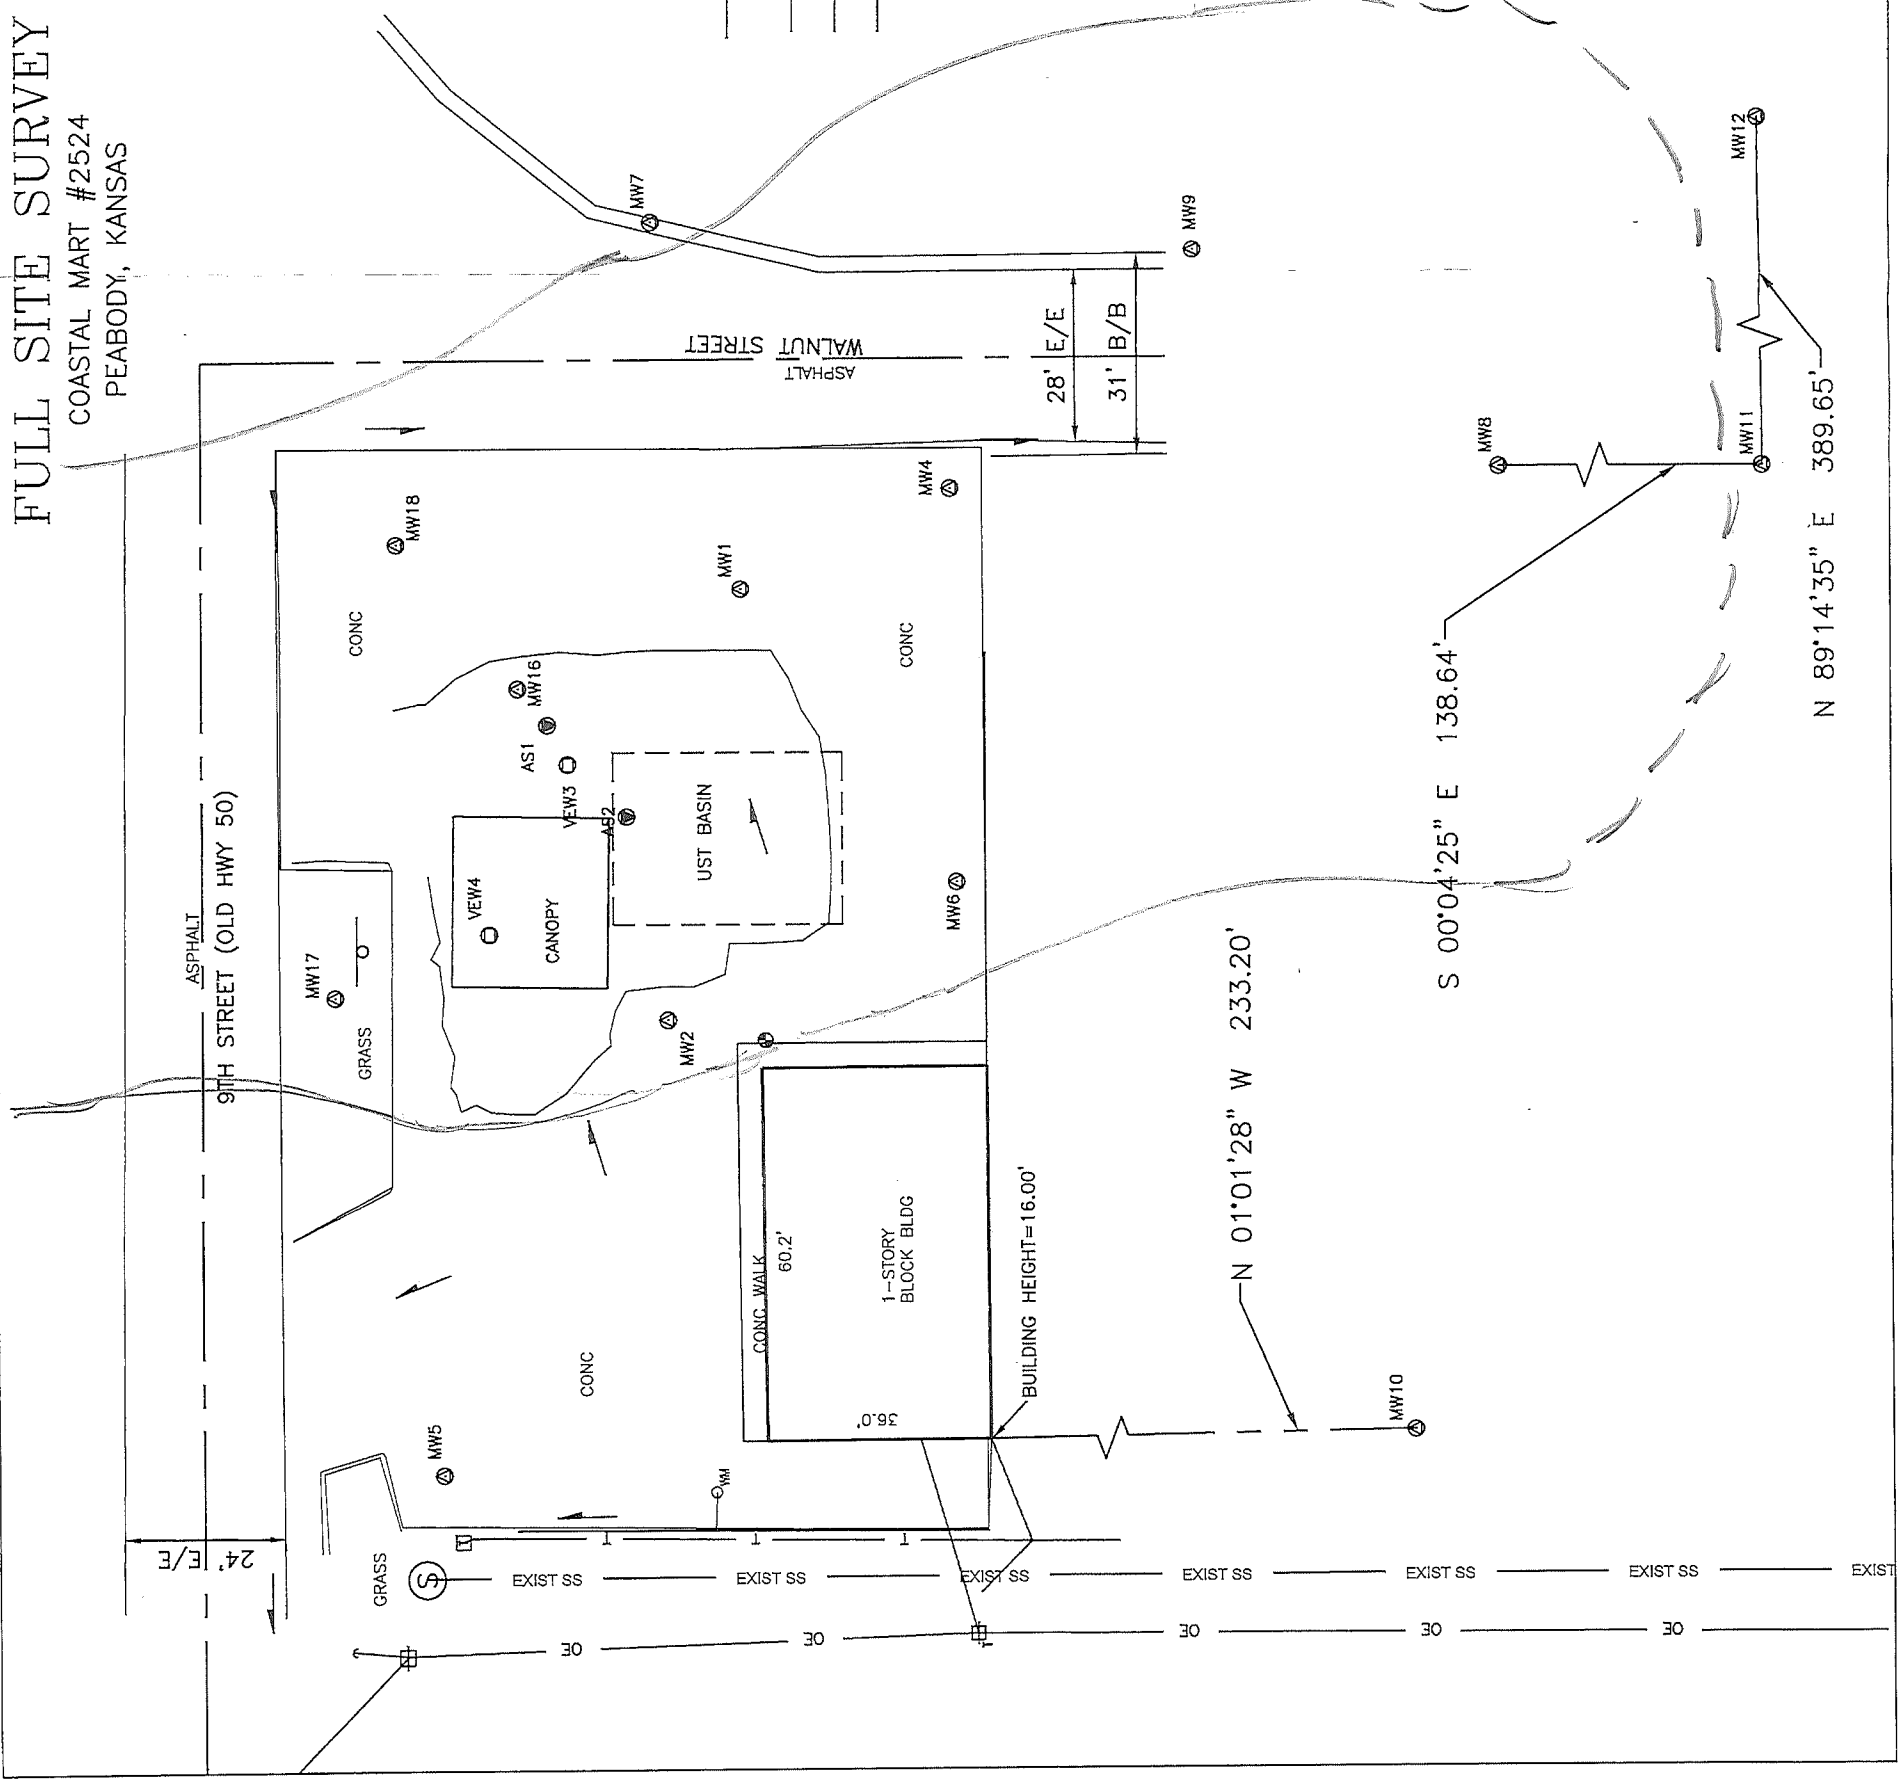 FULL SITE SURVEY
COASTAL MART #2524
PEABODY, KANSAS
24' E/E
ASPHALT
9TH STREET (OLD HWY 50)
GRASS
MW17
GRASS
CONC
MW18
MW7
ASPHALT
WALNUT STREET
28' E/E
31' B/B
MW9
MW5
CONC
VEW4
CANOPY
VEW3
AS1
AS2
MW16
UST BASIN
MW1
MW2
MW4
CONC
MW6
WM
CONC WALK
60.2'
36.0'
1-STORY
BLOCK BLDG
BUILDING HEIGHT=16.00'
N 01°01'28" W 233.20'
MW10
S 00°04'25" E 138.64'
MW8
MW11
MW12
N 89°14'35" E 389.65'
S
T T T
EXIST SS EXIST SS EXIST SS EXIST SS EXIST SS EXIST SS EXIST
OE OE OE OE OE